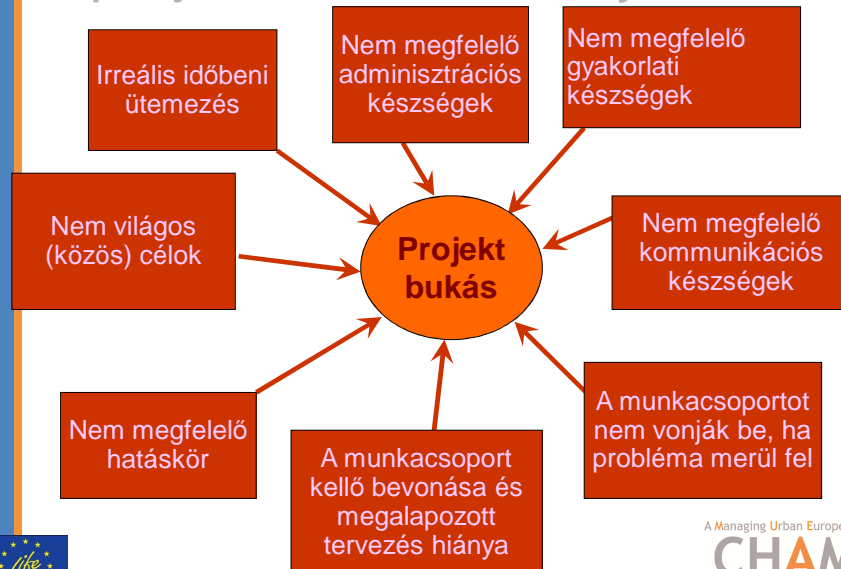 Nem megfelelő
adminisztrációs
készségek
Nem megfelelő
gyakorlati
készségek
Irreális időbeni
ütemezés
Nem világos
(közös) célok
Projekt
bukás
Nem megfelelő
kommunikációs
készségek
Nem megfelelő
hatáskör
A munkacsoport
kellő bevonása és
megalapozott
tervezés hiánya
A munkacsoportot
nem vonják be, ha
probléma merül fel
A Managing Urban Europe
CHAM
life